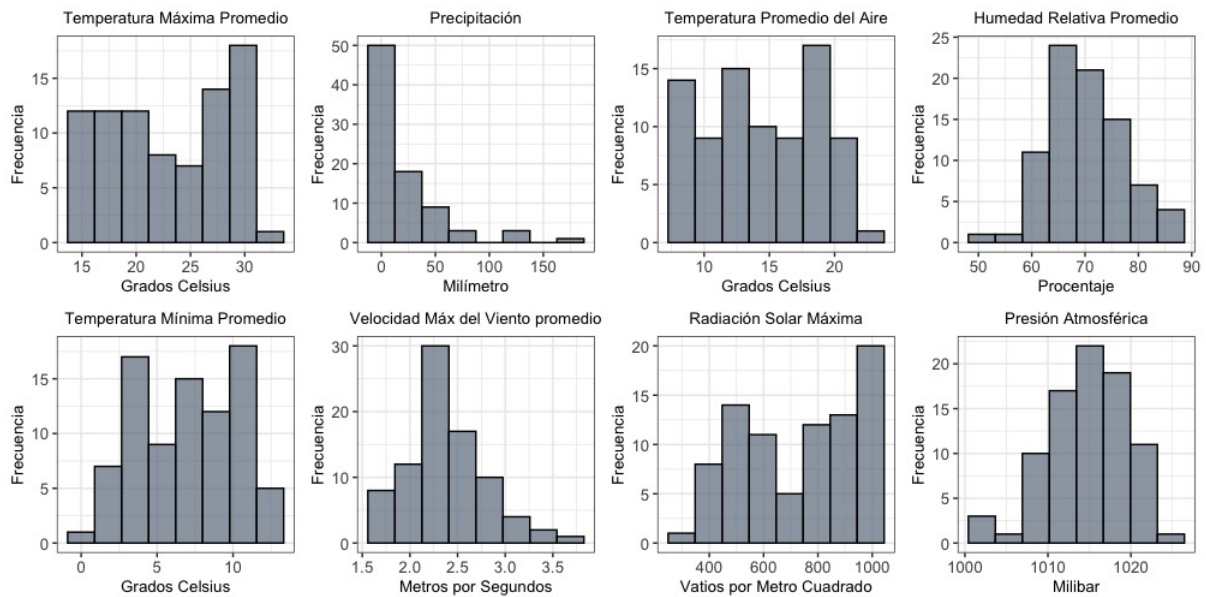 Temperatura Máxima Promedio
Frecuencia
15
10
5
0
15
20
25
30
Grados Celsius
Precipitación
Frecuencia
50
40
30
20
10
0
0
50
100
150
Milímetro
Temperatura Promedio del Aire
Frecuencia
15
10
5
0
10
15
20
Grados Celsius
Humedad Relativa Promedio
Frecuencia
25
20
15
10
5
0
50
60
70
80
90
Procentaje
Temperatura Mínima Promedio
Frecuencia
15
10
5
0
0
5
10
Grados Celsius
Velocidad Máx del Viento promedio
Frecuencia
30
20
10
0
1.5
2.0
2.5
3.0
3.5
Metros por Segundos
Radiación Solar Máxima
Frecuencia
20
15
10
5
0
400
600
800
1000
Vatios por Metro Cuadrado
Presión Atmosférica
Frecuencia
20
15
10
5
0
1000
1010
1020
Milibar